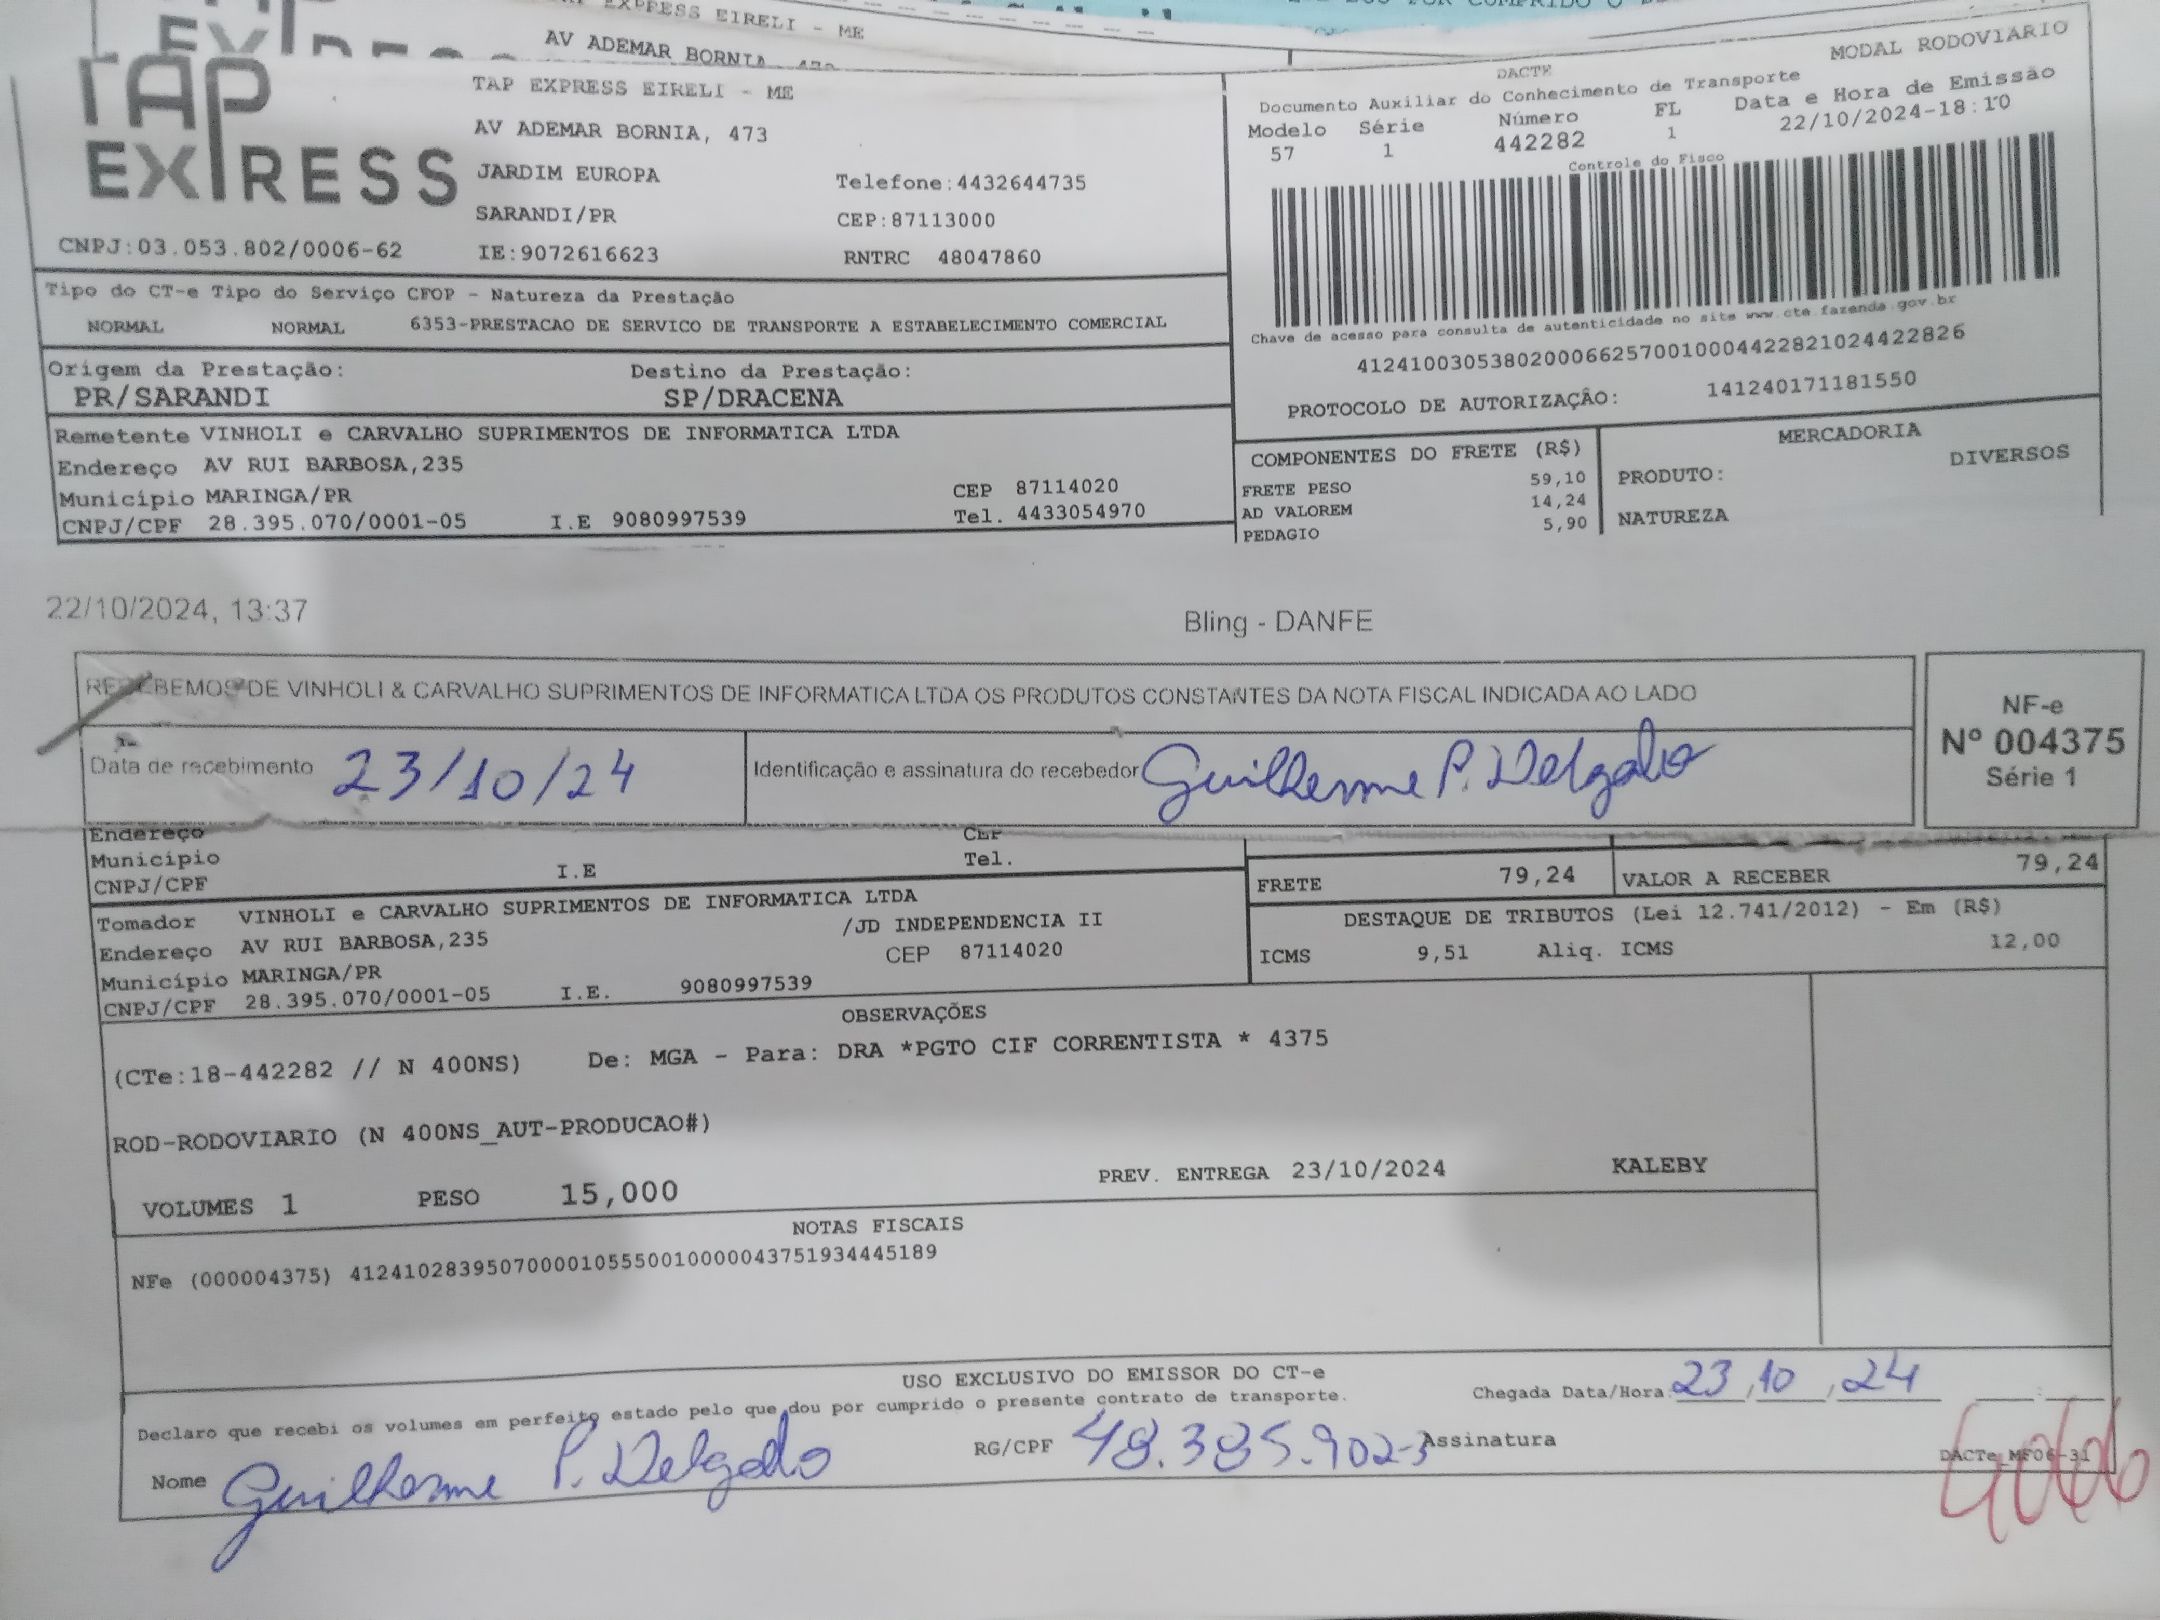 EXPRESS EIRELI - ME
AV ADEMAR BORNIA
TAP
EXPRESS
TAP EXPRESS EIRELI - ME
AV ADEMAR BORNIA, 473
JARDIM EUROPA
Telefone:4432644735
SARANDI/PR
CEP:87113000
CNPJ:03.053.802/0006-62
IE:9072616623
RNTRC 48047860
DACTE
MODAL RODOVIARIO
Documento Auxiliar do Conhecimento de Transporte
Modelo Série Número FL Data e Hora de Emissão
57 1 442282 1 22/10/2024-18:10
Controle do Fisco
Chave de acesso para consulta de autenticidade no site www.cte.fazenda.gov.br
41241003053802000662570010004422821024422826
PROTOCOLO DE AUTORIZAÇÃO: 141240171181550
Tipo do CT-e Tipo do Serviço CFOP - Natureza da Prestação
NORMAL NORMAL 6353-PRESTACAO DE SERVICO DE TRANSPORTE A ESTABELECIMENTO COMERCIAL
Origem da Prestação: Destino da Prestação:
PR/SARANDI SP/DRACENA
Remetente VINHOLI e CARVALHO SUPRIMENTOS DE INFORMATICA LTDA
Endereço AV RUI BARBOSA,235
Município MARINGA/PR CEP 87114020
CNPJ/CPF 28.395.070/0001-05 I.E 9080997539 Tel. 4433054970
COMPONENTES DO FRETE (R$)
FRETE PESO 59,10
AD VALOREM 14,24
PEDAGIO 5,90
MERCADORIA
PRODUTO: DIVERSOS
NATUREZA
22/10/2024, 13:37
Bling - DANFE
RECEBEMOS DE VINHOLI & CARVALHO SUPRIMENTOS DE INFORMATICA LTDA OS PRODUTOS CONSTANTES DA NOTA FISCAL INDICADA AO LADO
Data de recebimento 23/10/24
Identificação e assinatura do recebedor Guilherme P. Delgado
NF-e
Nº 004375
Série 1
Endereço CEP
Município Tel.
CNPJ/CPF I.E
FRETE 79,24 VALOR A RECEBER 79,24
Tomador VINHOLI e CARVALHO SUPRIMENTOS DE INFORMATICA LTDA
Endereço AV RUI BARBOSA,235 /JD INDEPENDENCIA II
Município MARINGA/PR CEP 87114020
CNPJ/CPF 28.395.070/0001-05 I.E. 9080997539
DESTAQUE DE TRIBUTOS (Lei 12.741/2012) - Em (R$)
ICMS 9,51 Aliq. ICMS 12,00
OBSERVAÇÕES
(CTe:18-442282 // N 400NS) De: MGA - Para: DRA *PGTO CIF CORRENTISTA * 4375
ROD-RODOVIARIO (N 400NS_AUT-PRODUCAO#)
VOLUMES 1 PESO 15,000 PREV. ENTREGA 23/10/2024 KALEBY
NOTAS FISCAIS
NFe (000004375) 41241028395070000105550010000043751934445189
USO EXCLUSIVO DO EMISSOR DO CT-e
Declaro que recebi os volumes em perfeito estado pelo que dou por cumprido o presente contrato de transporte.
Chegada Data/Hora 23/10/24
Nome Guilherme P. Delgado RG/CPF 48.385.902-3 Assinatura
DACTe_MF06-31